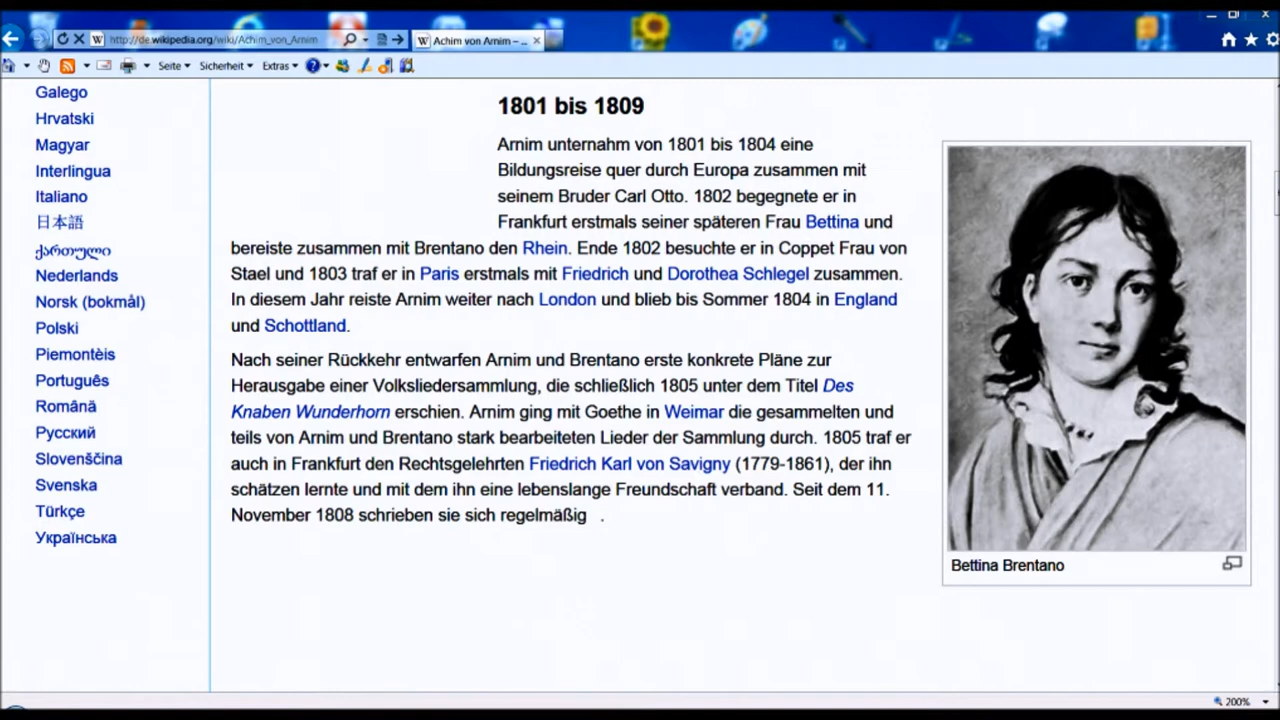 http://de.wikipedia.org/wiki/Achim_von_Arnim
W Achim von Arnim – ...
Seite
Sicherheit
Extras
Galego
Hrvatski
Magyar
Interlingua
Italiano
日本語
ქართული
Nederlands
Norsk (bokmål)
Polski
Piemontèis
Português
Română
Русский
Slovenščina
Svenska
Türkçe
Українська
1801 bis 1809
Arnim unternahm von 1801 bis 1804 eine
Bildungsreise quer durch Europa zusammen mit
seinem Bruder Carl Otto. 1802 begegnete er in
Frankfurt erstmals seiner späteren Frau Bettina und
bereiste zusammen mit Brentano den Rhein. Ende 1802 besuchte er in Coppet Frau von
Stael und 1803 traf er in Paris erstmals mit Friedrich und Dorothea Schlegel zusammen.
In diesem Jahr reiste Arnim weiter nach London und blieb bis Sommer 1804 in England
und Schottland.
Nach seiner Rückkehr entwarfen Arnim und Brentano erste konkrete Pläne zur
Herausgabe einer Volksliedersammlung, die schließlich 1805 unter dem Titel Des
Knaben Wunderhorn erschien. Arnim ging mit Goethe in Weimar die gesammelten und
teils von Arnim und Brentano stark bearbeiteten Lieder der Sammlung durch. 1805 traf er
auch in Frankfurt den Rechtsgelehrten Friedrich Karl von Savigny (1779-1861), der ihn
schätzen lernte und mit dem ihn eine lebenslange Freundschaft verband. Seit dem 11.
November 1808 schrieben sie sich regelmäßig .
Bettina Brentano
200%